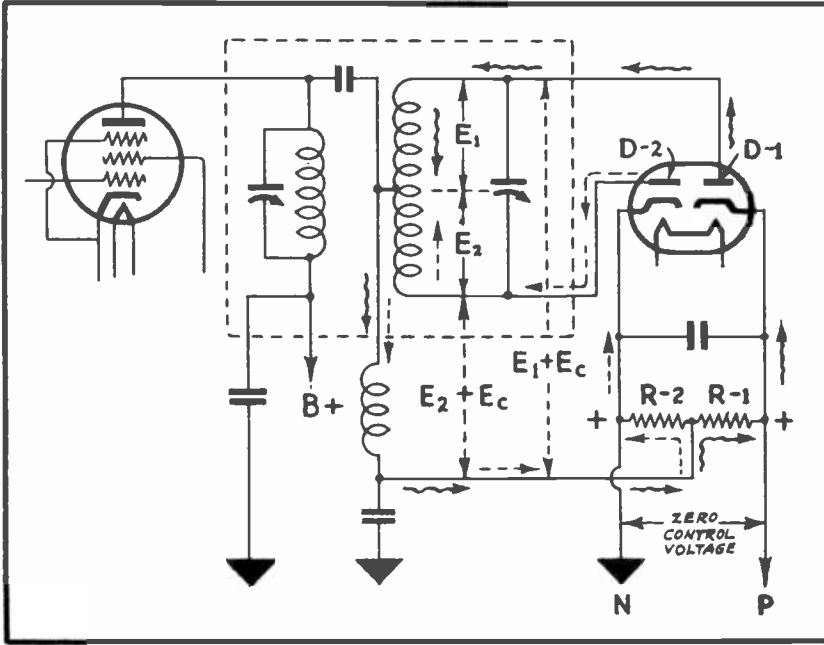 D-2 D-1
E1
E2
E1+Ec
E2+Ec
B+
R-2 R-1
+ +
ZERO
CONTROL
VOLTAGE
N P